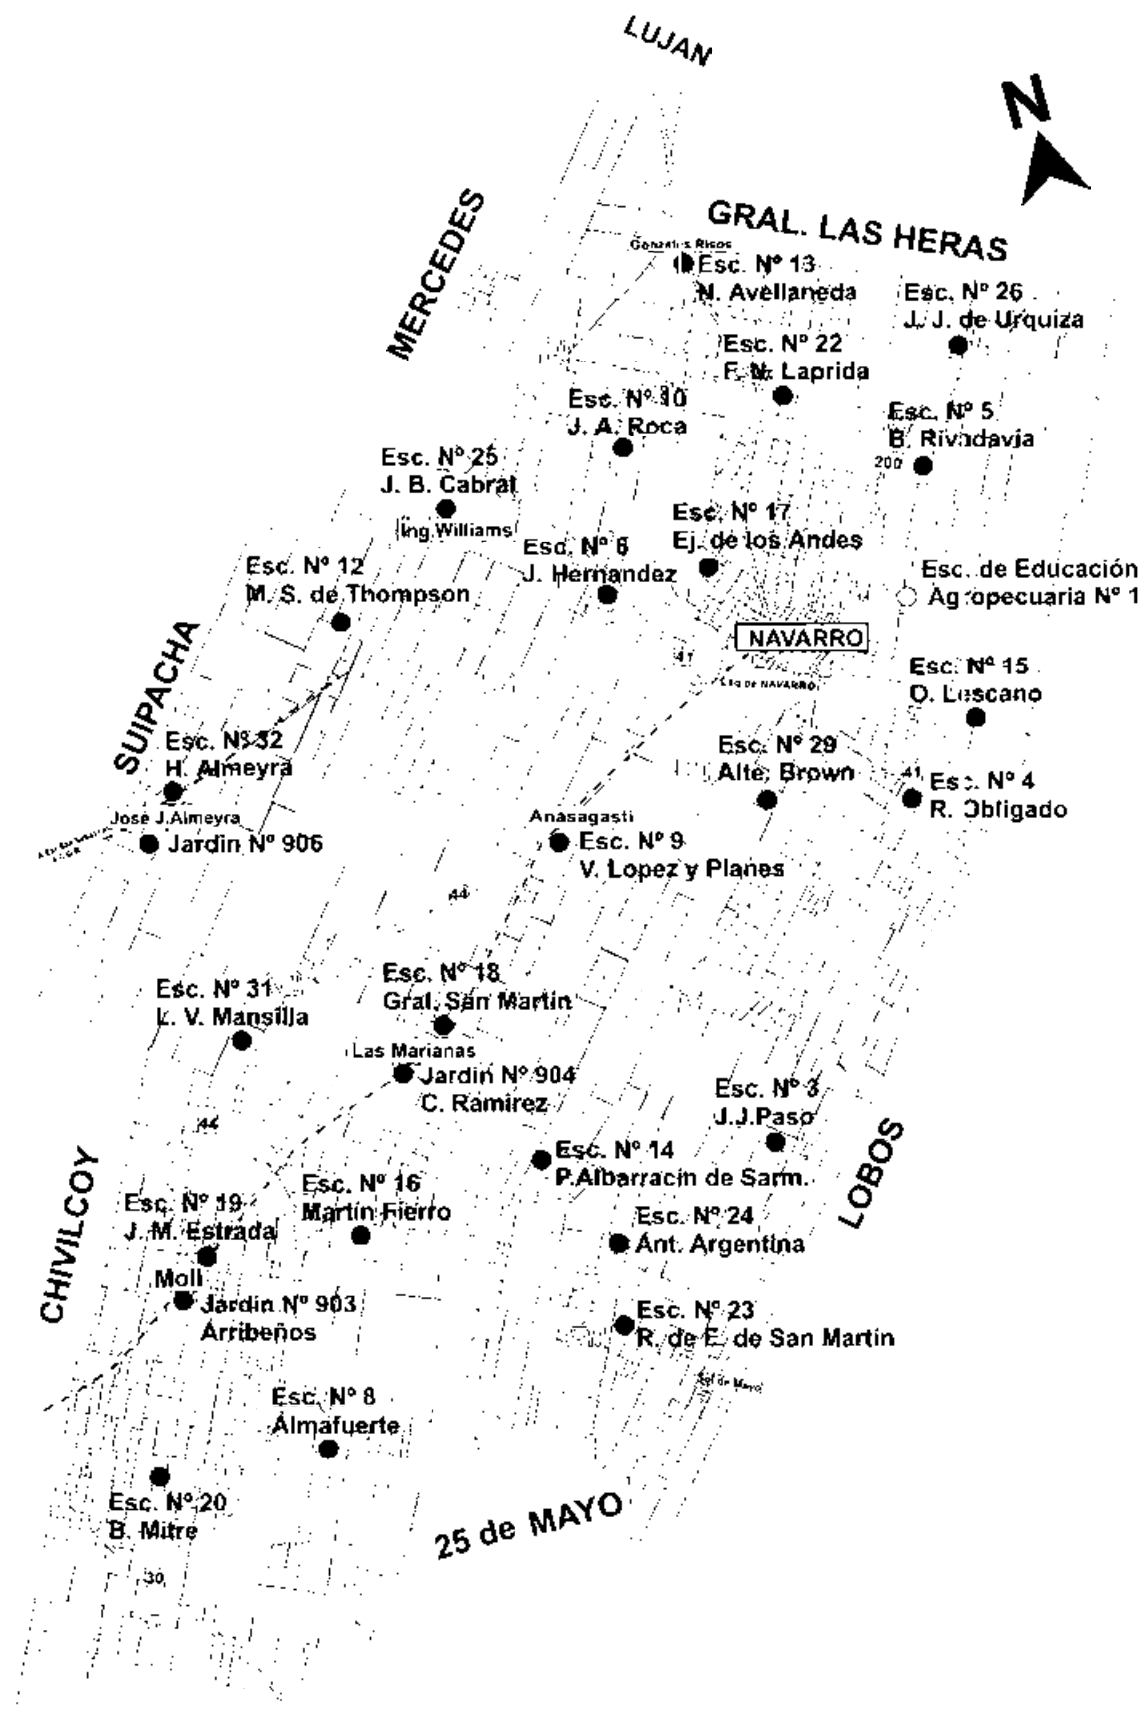 LUJAN
N
MERCEDES
GRAL. LAS HERAS
Esc. Nº 13
N. Avellaneda
Esc. Nº 26
J. J. de Urquiza
Esc. Nº 22
F. N. Laprida
Esc. Nº 10
J. A. Roca
Esc. Nº 5
B. Rivadavia
200
Esc. Nº 25
J. B. Cabral
Ing. Williams
Esc. Nº 17
Ej. de los Andes
Esc. Nº 6
J. Hernandez
Esc. Nº 12
M. S. de Thompson
Esc. de Educación
Agropecuaria Nº 1
NAVARRO
41
SUIPACHA
Esc. Nº 15
O. Lescano
Esc. Nº 32
H. Almeyra
Esc. Nº 29
Alte. Brown
41
Esc. Nº 4
R. Obligado
José J. Almeyra
Jardin Nº 906
Anasagasti
Esc. Nº 9
V. Lopez y Planes
44
Esc. Nº 18
Gral. San Martin
Esc. Nº 31
L. V. Mansilla
Las Marianas
Jardin Nº 904
C. Ramirez
Esc. Nº 3
J.J.Paso
44
LOBOS
Esc. Nº 14
P.Albarracin de Sarm.
CHIVILCOY
Esc. Nº 16
Martin Fierro
Esc. Nº 19
J. M. Estrada
Esc. Nº 24
Ant. Argentina
Moll
Jardin Nº 903
Arribeños
Esc. Nº 23
R. de E. de San Martin
Sol de Mayo
Esc. Nº 8
Almafuerte
Esc. Nº 20
B. Mitre
25 de MAYO
30